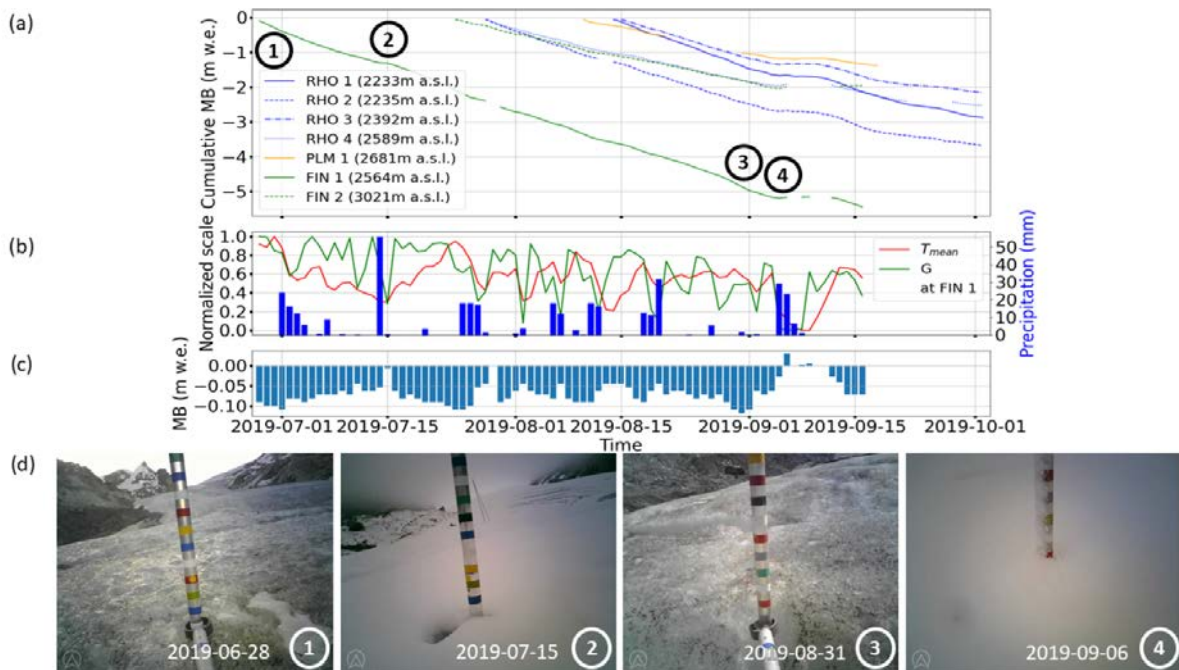 (a)
Cumulative MB (m w.e.)
0
−1
−2
−3
−4
−5
1
2
3
4
RHO 1 (2233m a.s.l.)
RHO 2 (2235m a.s.l.)
RHO 3 (2392m a.s.l.)
RHO 4 (2589m a.s.l.)
PLM 1 (2681m a.s.l.)
FIN 1 (2564m a.s.l.)
FIN 2 (3021m a.s.l.)
(b)
Normalized scale
1.0
0.8
0.6
0.4
0.2
0.0
Tmean
G
at FIN 1
50
40
30
20
10
0
Precipitation (mm)
(c)
MB (m w.e.)
0.00
−0.05
−0.10
2019-07-01 2019-07-15 2019-08-01 2019-08-15 2019-09-01 2019-09-15 2019-10-01
Time
(d)
2019-06-28 1
2019-07-15 2
2019-08-31 3
2019-09-06 4